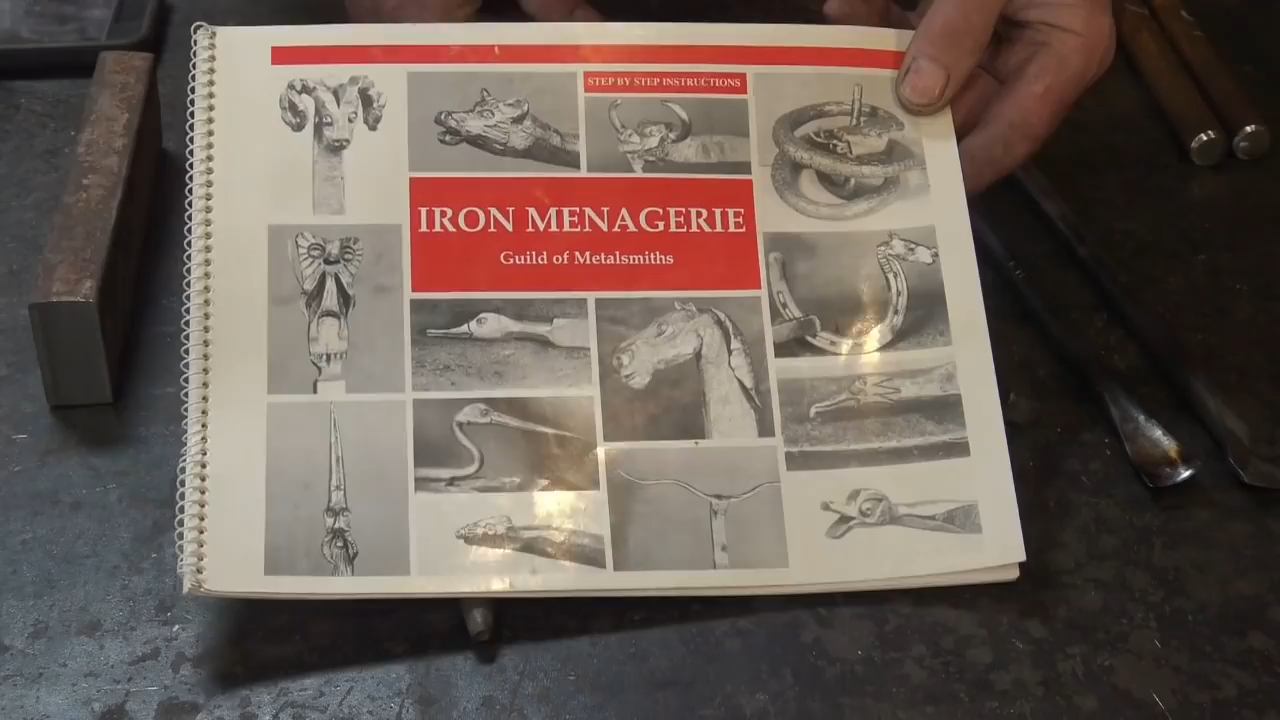 STEP BY STEP INSTRUCTIONS
IRON MENAGERIE
Guild of Metalsmiths